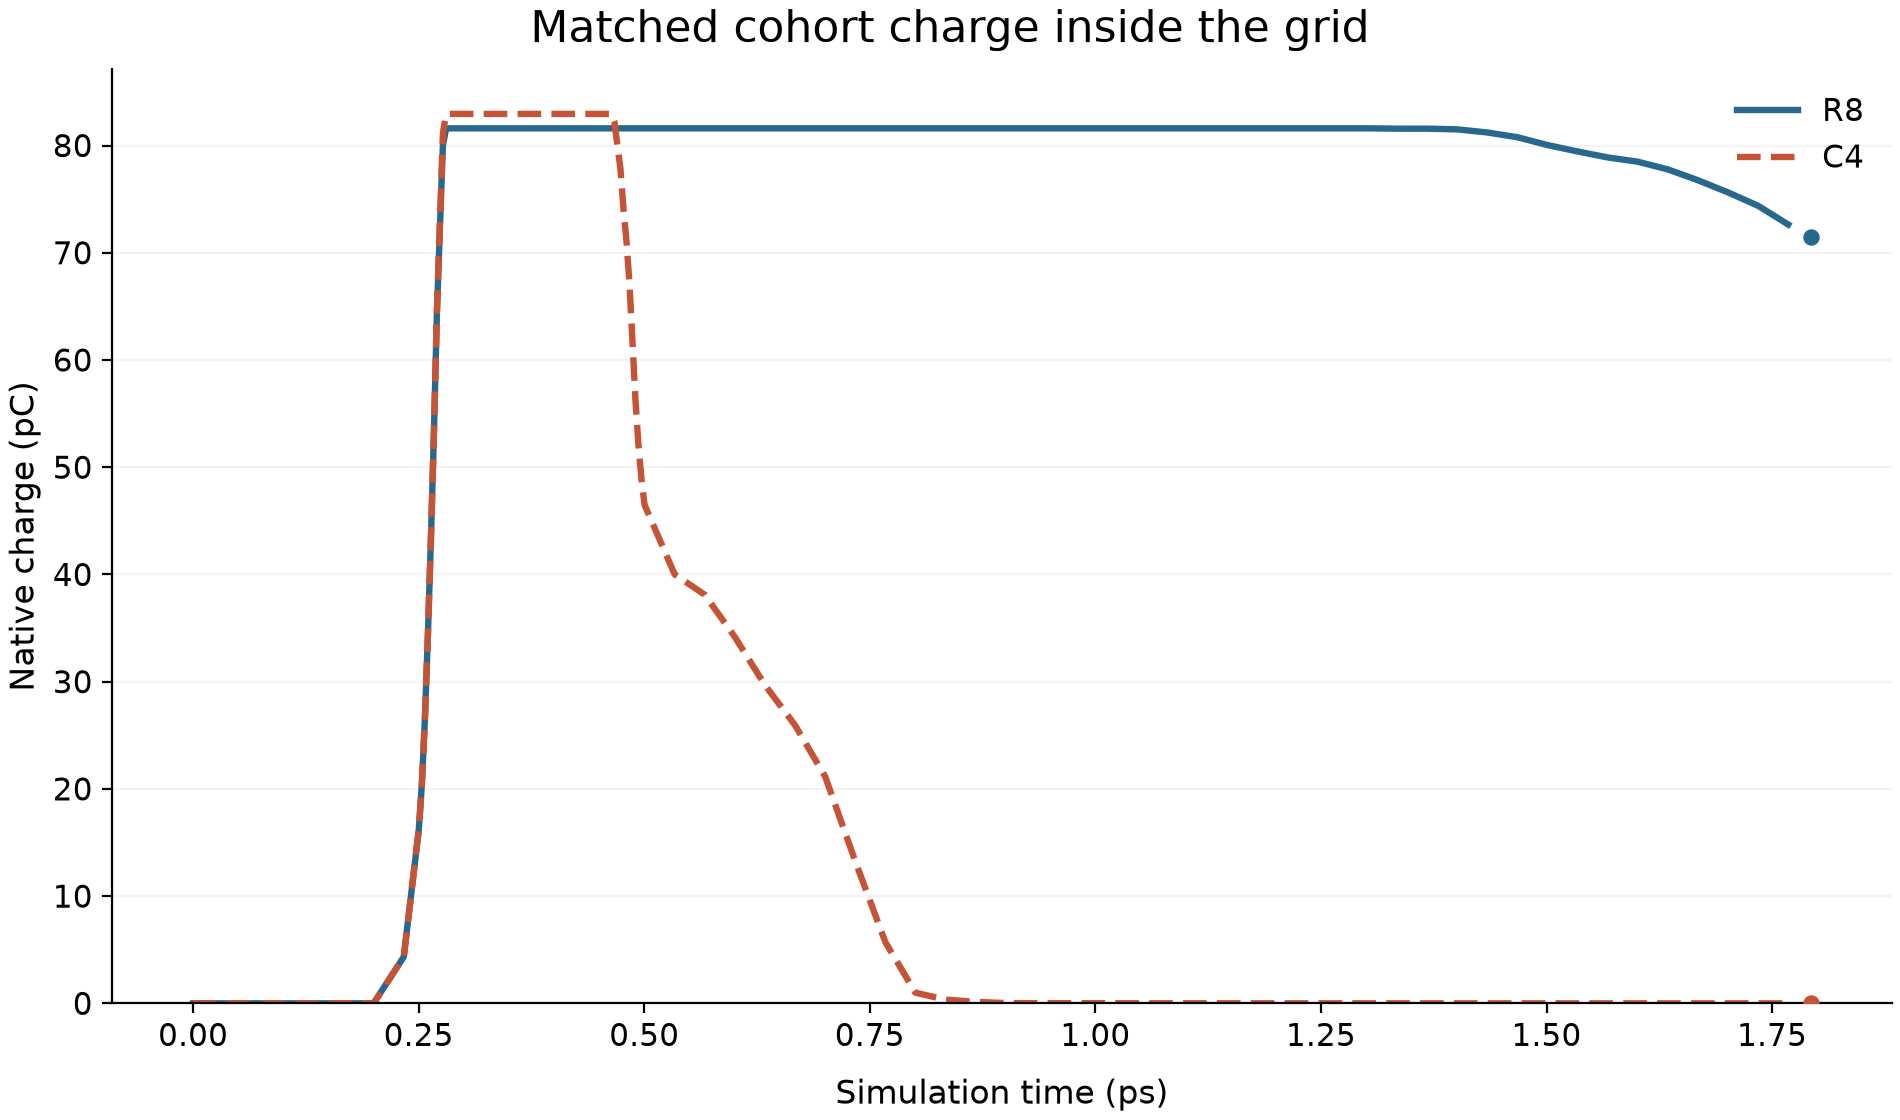 Matched cohort charge inside the grid
R8
C4
Native charge (pC)
80
70
60
50
40
30
20
10
0
0.00 0.25 0.50 0.75 1.00 1.25 1.50 1.75
Simulation time (ps)